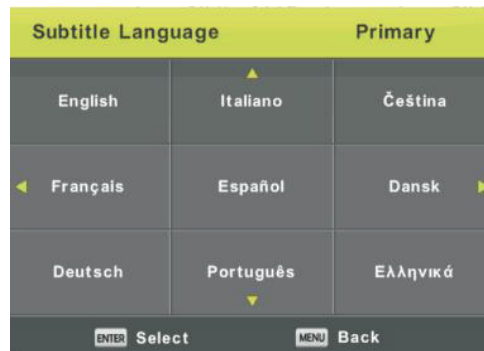 Subtitle Language Primary
English Italiano Čeština
Français Español Dansk
Deutsch Português Ελληνικά
ENTER Select MENU Back